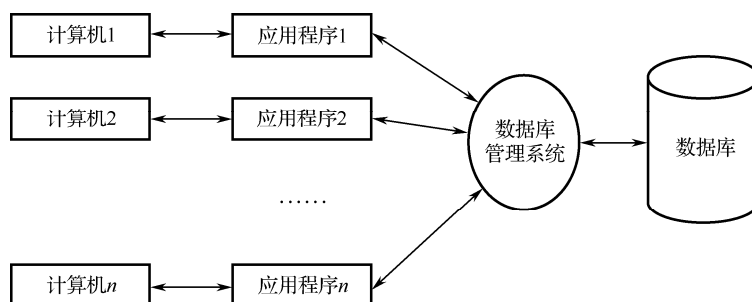 计算机1
应用程序1
计算机2
应用程序2
数据库
管理系统
数据库
……
计算机n
应用程序n